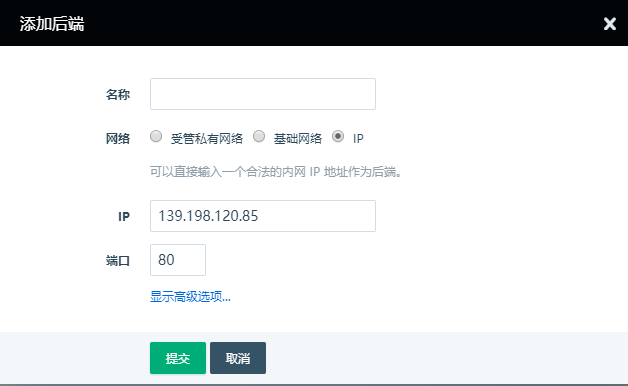 添加后端
名称
网络 受管私有网络 基础网络 IP
可以直接输入一个合法的内网 IP 地址作为后端。
IP 139.198.120.85
端口 80
显示高级选项...
提交 取消